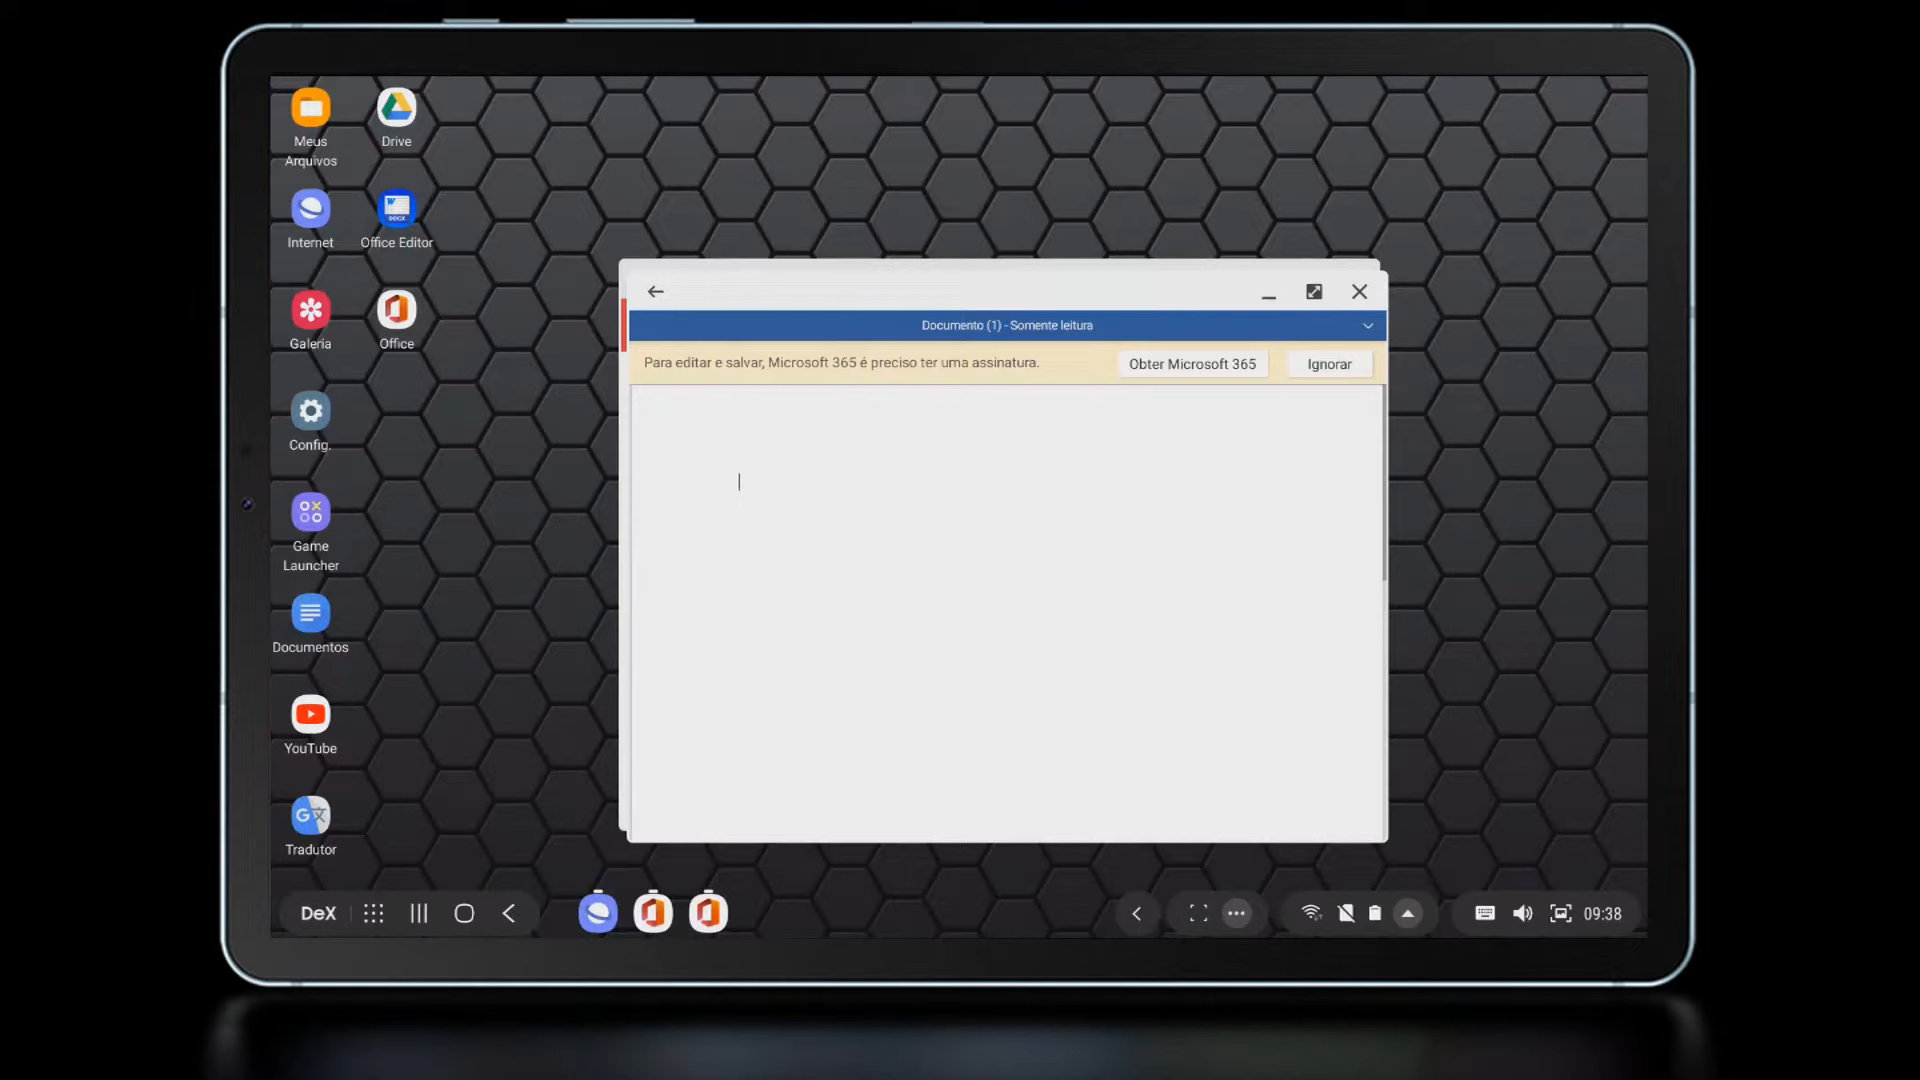 Meus
Arquivos
Drive
Internet
W
DOCX
Office Editor
Galeria
Office
Config.
Game
Launcher
Documentos
YouTube
G
Tradutor
Documento (1) - Somente leitura
Para editar e salvar, Microsoft 365 é preciso ter uma assinatura.
Obter Microsoft 365
Ignorar
DeX
09:38